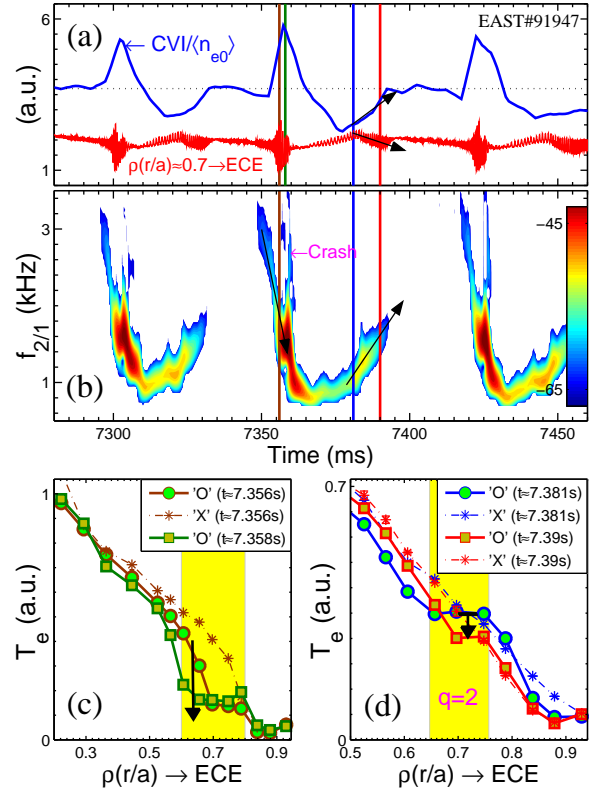 (a)
EAST#91947
CVI/⟨n_e0⟩
6
(a.u.)
1
ρ(r/a)≈0.7→ECE
(b)
−45
Crash
3
f_2/1 (kHz)
1
−65
7300
7350
7400
7450
Time (ms)
(c)
'O' (t≈7.356s)
'X' (t≈7.356s)
'O' (t≈7.358s)
1
T_e (a.u.)
0
0.3
0.5
0.7
0.9
ρ(r/a) → ECE
(d)
'O' (t≈7.381s)
'X' (t≈7.381s)
'O' (t≈7.39s)
'X' (t≈7.39s)
0.7
T_e (a.u.)
q=2
0
0.5
0.6
0.7
0.8
0.9
ρ(r/a) → ECE